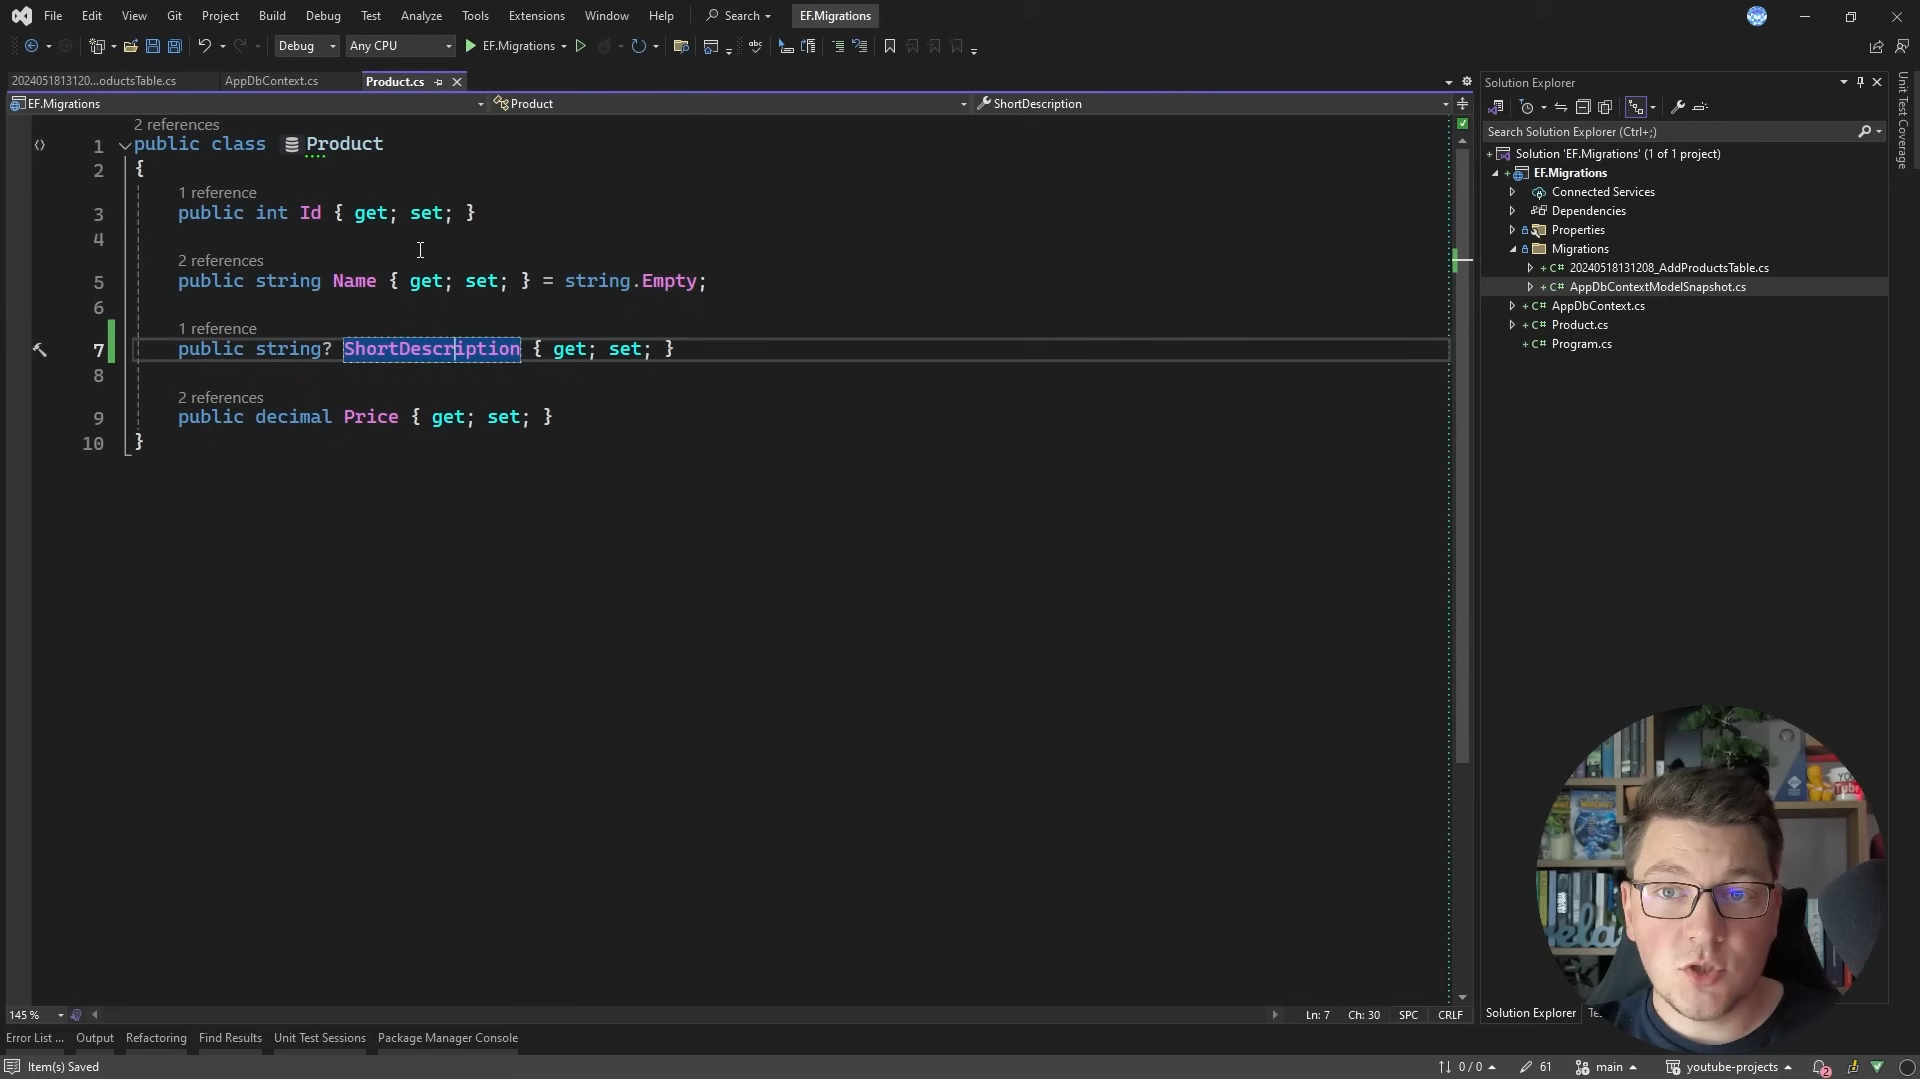 File Edit View Git Project Build Debug Test Analyze Tools Extensions Window Help Search EF.Migrations
Debug Any CPU EF.Migrations
2024051813120...oductsTable.cs AppDbContext.cs Product.cs
EF.Migrations Product ShortDescription
2 references
1 public class Product
2 {
1 reference
3 public int Id { get; set; }
4
2 references
5 public string Name { get; set; } = string.Empty;
6
1 reference
7 public string? ShortDescription { get; set; }
8
2 references
9 public decimal Price { get; set; }
10 }
145 % Ln: 7 Ch: 30 SPC CRLF
Solution Explorer
Search Solution Explorer (Ctrl+;)
Solution 'EF.Migrations' (1 of 1 project)
EF.Migrations
Connected Services
Dependencies
Properties
Migrations
C# 20240518131208_AddProductsTable.cs
C# AppDbContextModelSnapshot.cs
C# AppDbContext.cs
C# Product.cs
C# Program.cs
Unit Test Coverage
Solution Explorer
Error List ... Output Refactoring Find Results Unit Test Sessions Package Manager Console
Item(s) Saved 0 / 0 61 main youtube-projects 2